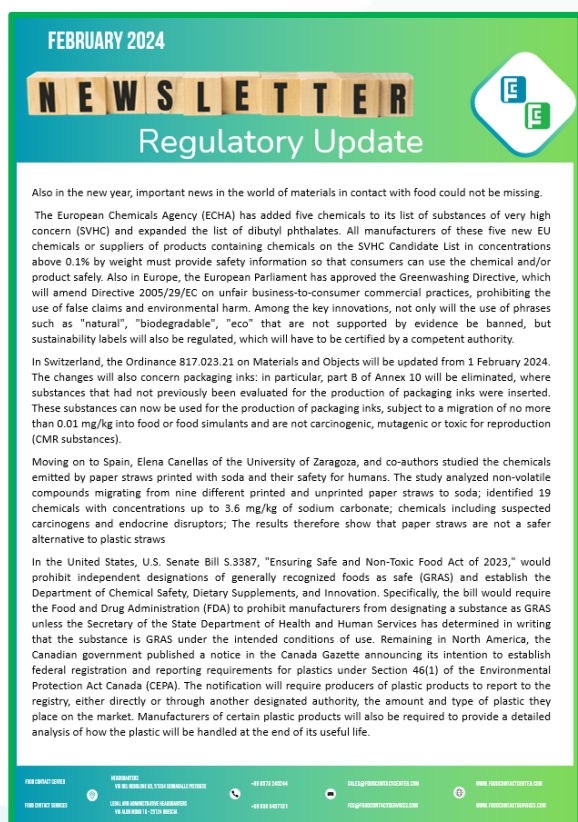 FEBRUARY 2024
NEWSLETTER
Regulatory Update
Also in the new year, important news in the world of materials in contact with food could not be missing.
The European Chemicals Agency (ECHA) has added five chemicals to its list of substances of very high
concern (SVHC) and expanded the list of dibutyl phthalates. All manufacturers of these five new EU
chemicals or suppliers of products containing chemicals on the SVHC Candidate List in concentrations
above 0.1% by weight must provide safety information so that consumers can use the chemical and/or
product safely. Also in Europe, the European Parliament has approved the Greenwashing Directive, which
will amend Directive 2005/29/EC on unfair business-to-consumer commercial practices, prohibiting the
use of false claims and environmental harm. Among the key innovations, not only will the use of phrases
such as "natural", "biodegradable", "eco" that are not supported by evidence be banned, but
sustainability labels will also be regulated, which will have to be certified by a competent authority.
In Switzerland, the Ordinance 817.023.21 on Materials and Objects will be updated from 1 February 2024.
The changes will also concern packaging inks: in particular, part B of Annex 10 will be eliminated, where
substances that had not previously been evaluated for the production of packaging inks were inserted.
These substances can now be used for the production of packaging inks, subject to a migration of no more
than 0.01 mg/kg into food or food simulants and are not carcinogenic, mutagenic or toxic for reproduction
(CMR substances).
Moving on to Spain, Elena Canellas of the University of Zaragoza, and co-authors studied the chemicals
emitted by paper straws printed with soda and their safety for humans. The study analyzed non-volatile
compounds migrating from nine different printed and unprinted paper straws to soda; identified 19
chemicals with concentrations up to 3.6 mg/kg of sodium carbonate; chemicals including suspected
carcinogens and endocrine disruptors; The results therefore show that paper straws are not a safer
alternative to plastic straws
In the United States, U.S. Senate Bill S.3387, "Ensuring Safe and Non-Toxic Food Act of 2023," would
prohibit independent designations of generally recognized foods as safe (GRAS) and establish the
Department of Chemical Safety, Dietary Supplements, and Innovation. Specifically, the bill would require
the Food and Drug Administration (FDA) to prohibit manufacturers from designating a substance as GRAS
unless the Secretary of the State Department of Health and Human Services has determined in writing
that the substance is GRAS under the intended conditions of use. Remaining in North America, the
Canadian government published a notice in the Canada Gazette announcing its intention to establish
federal registration and reporting requirements for plastics under Section 46(1) of the Environmental
Protection Act Canada (CEPA). The notification will require producers of plastic products to report to the
registry, either directly or through another designated authority, the amount and type of plastic they
place on the market. Manufacturers of certain plastic products will also be required to provide a detailed
analysis of how the plastic will be handled at the end of its useful life.
FOOD CONTACT CENTER
FOOD CONTACT SERVICES
HEADQUARTERS
LEGAL AND ADMINISTRATIVE HEADQUARTERS
SALES@FOODCONTACTCENTER.COM
FCS@FOODCONTACTSERVICES.COM
WWW.FOODCONTACTCENTER.COM
WWW.FOODCONTACTSERVICES.COM